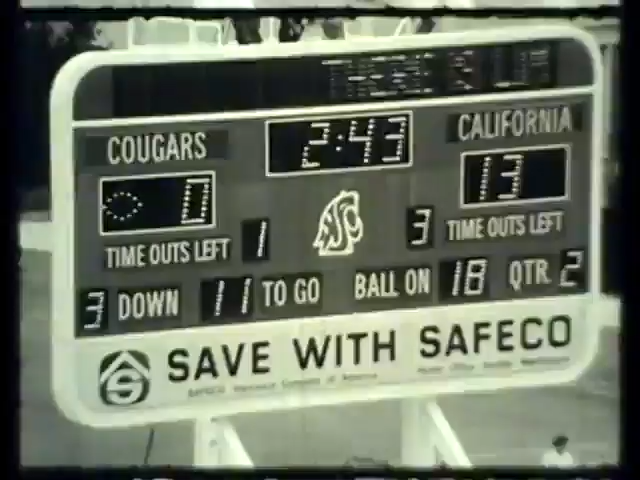 COUGARS 2:43 CALIFORNIA
13
TIME OUTS LEFT 1 3 TIME OUTS LEFT
3 DOWN 11 TO GO BALL ON 18 QTR. 2
SAVE WITH SAFECO